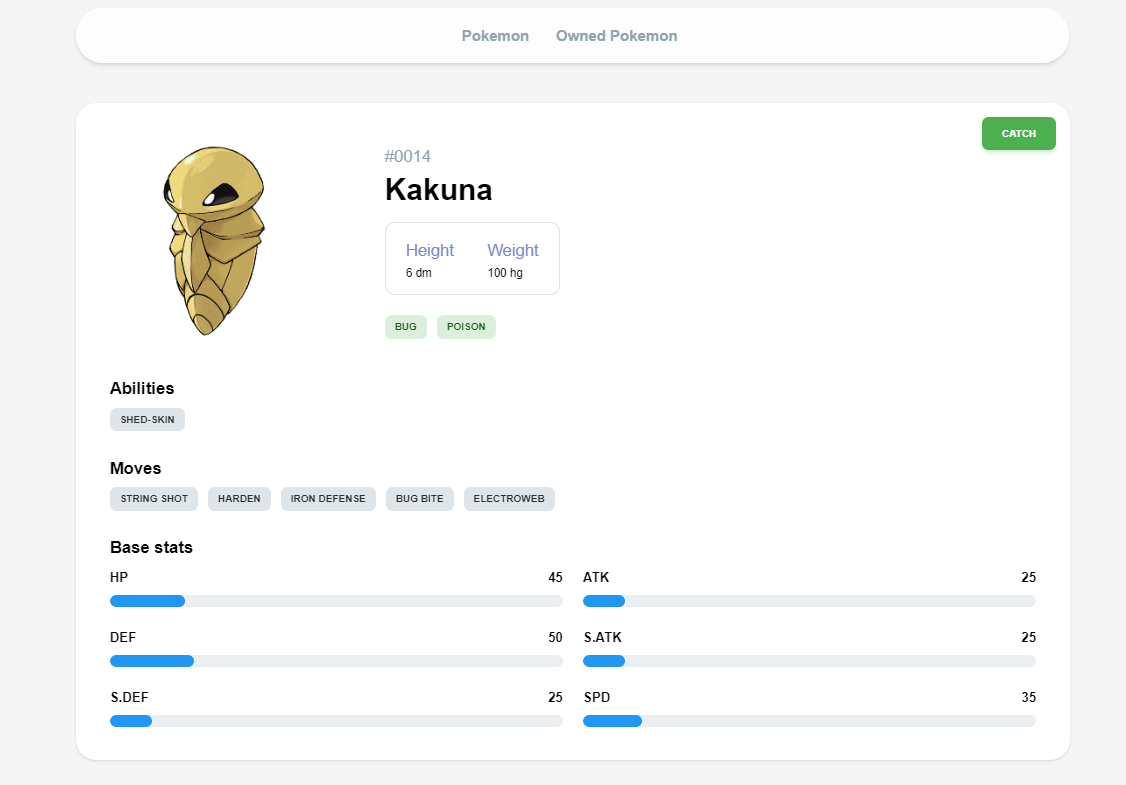 Pokemon Owned Pokemon
CATCH
#0014
Kakuna
Height Weight
6 dm 100 hg
BUG POISON
Abilities
SHED-SKIN
Moves
STRING SHOT HARDEN IRON DEFENSE BUG BITE ELECTROWEB
Base stats
HP 45 ATK 25
DEF 50 S.ATK 25
S.DEF 25 SPD 35